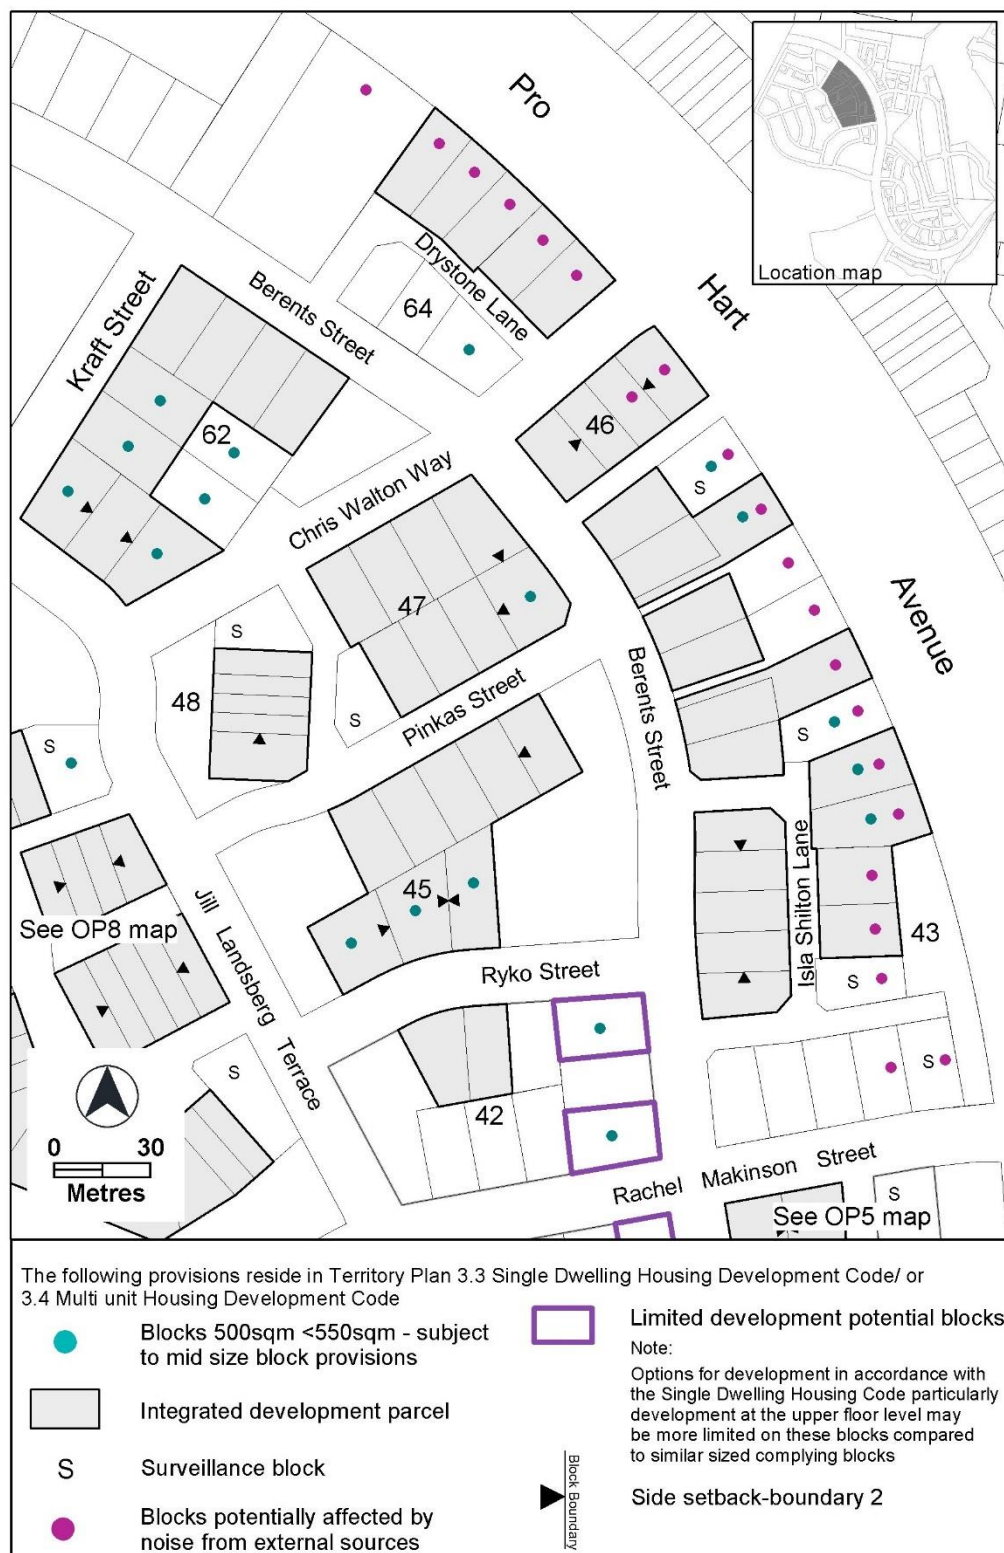 Pro
Hart
Avenue
Location map
Drystone Lane
64
Berents Street
Kraft Street
62
46
S
Chris Walton Way
47
S
48
S
Pinkas Street
Berents Street
S
S
45
Isla Shilton Lane
43
See OP8 map
Jill Landsberg Terrace
Ryko Street
S
S
S
42
0 30
Metres
Rachel Makinson Street
S
See OP5 map
The following provisions reside in Territory Plan 3.3 Single Dwelling Housing Development Code/ or
3.4 Multi unit Housing Development Code
Blocks 500sqm <550sqm - subject
to mid size block provisions
Integrated development parcel
S Surveillance block
Blocks potentially affected by
noise from external sources
Limited development potential blocks
Note:
Options for development in accordance with
the Single Dwelling Housing Code particularly
development at the upper floor level may
be more limited on these blocks compared
to similar sized complying blocks
Block Boundary
Side setback-boundary 2